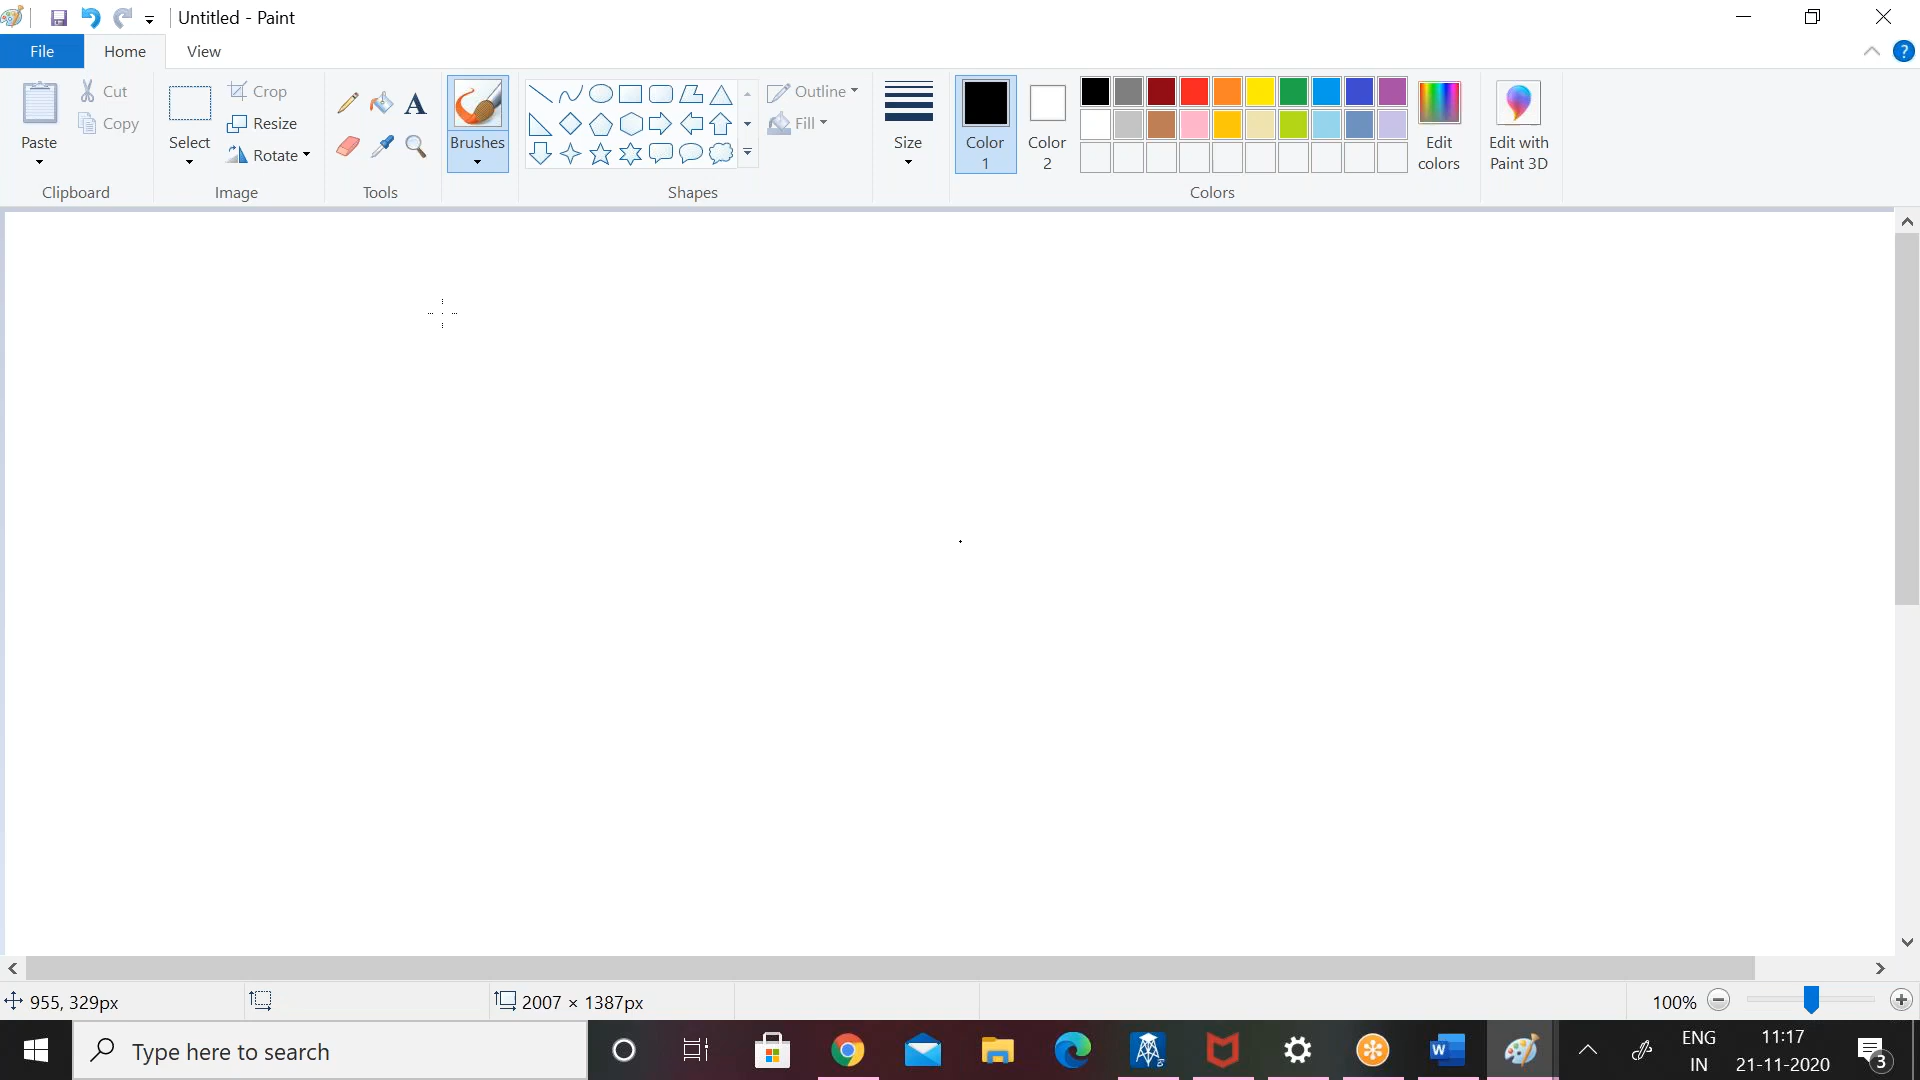 Untitled - Paint
File Home View
Paste Cut Copy
Select Crop Resize Rotate
Brushes
Outline Fill
Size
Color 1 Color 2
Edit colors
Edit with Paint 3D
Clipboard Image Tools Shapes Colors
955, 329px 2007 × 1387px 100%
Type here to search
ENG 11:17
IN 21-11-2020 3